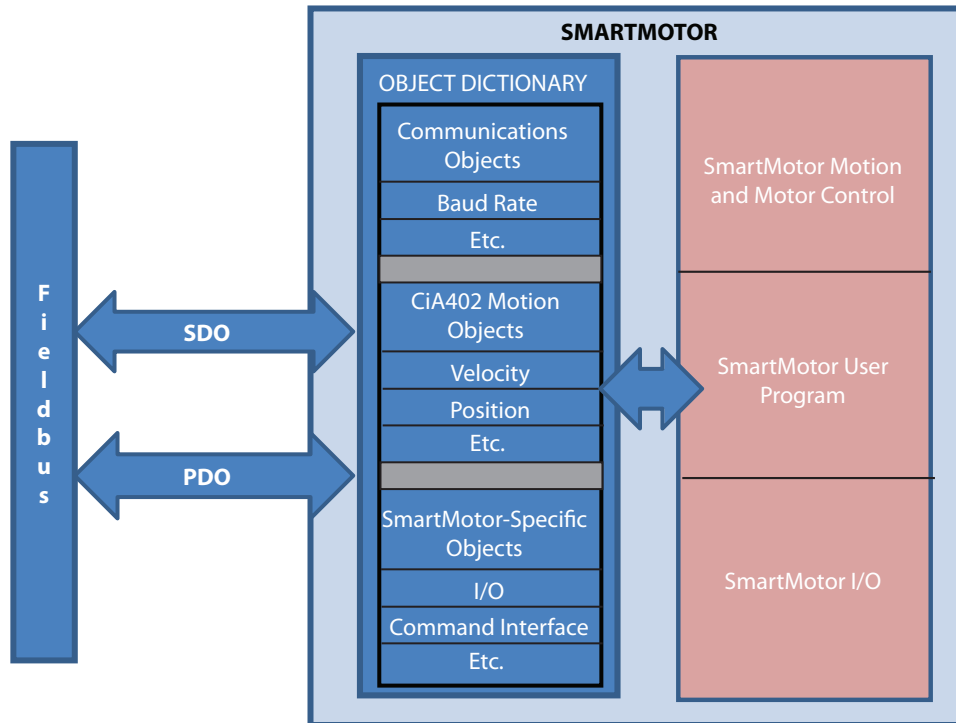 SMARTMOTOR
OBJECT DICTIONARY
Communications
Objects
Baud Rate
Etc.
CiA402 Motion
Objects
Velocity
Position
Etc.
SmartMotor-Specific
Objects
I/O
Command Interface
Etc.
Fieldbus
SDO
PDO
SmartMotor Motion
and Motor Control
SmartMotor User
Program
SmartMotor I/O